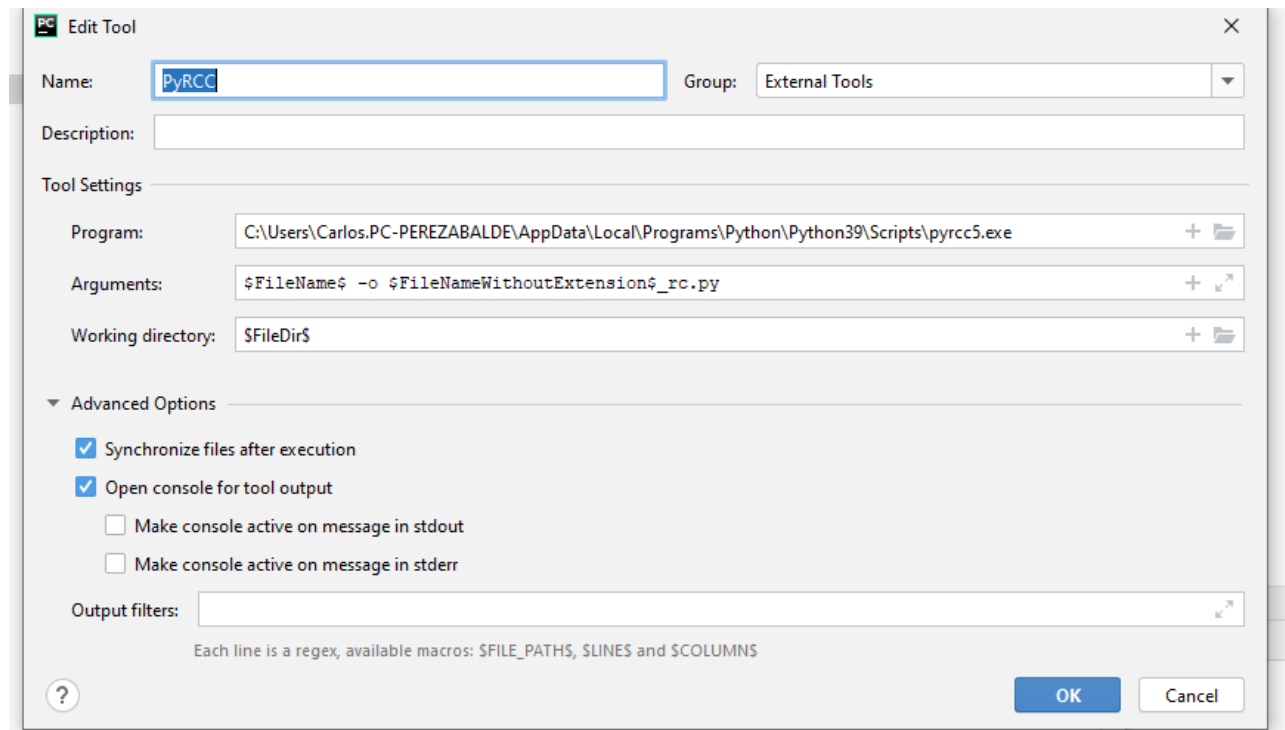 PC Edit Tool
Name: PyRCC Group: External Tools
Description:
Tool Settings
Program: C:\Users\Carlos.PC-PEREZABALDE\AppData\Local\Programs\Python\Python39\Scripts\pyrcc5.exe
Arguments: $FileName$ -o $FileNameWithoutExtension$_rc.py
Working directory: $FileDir$
Advanced Options
Synchronize files after execution
Open console for tool output
Make console active on message in stdout
Make console active on message in stderr
Output filters:
Each line is a regex, available macros: $FILE_PATH$, $LINE$ and $COLUMN$
? OK Cancel